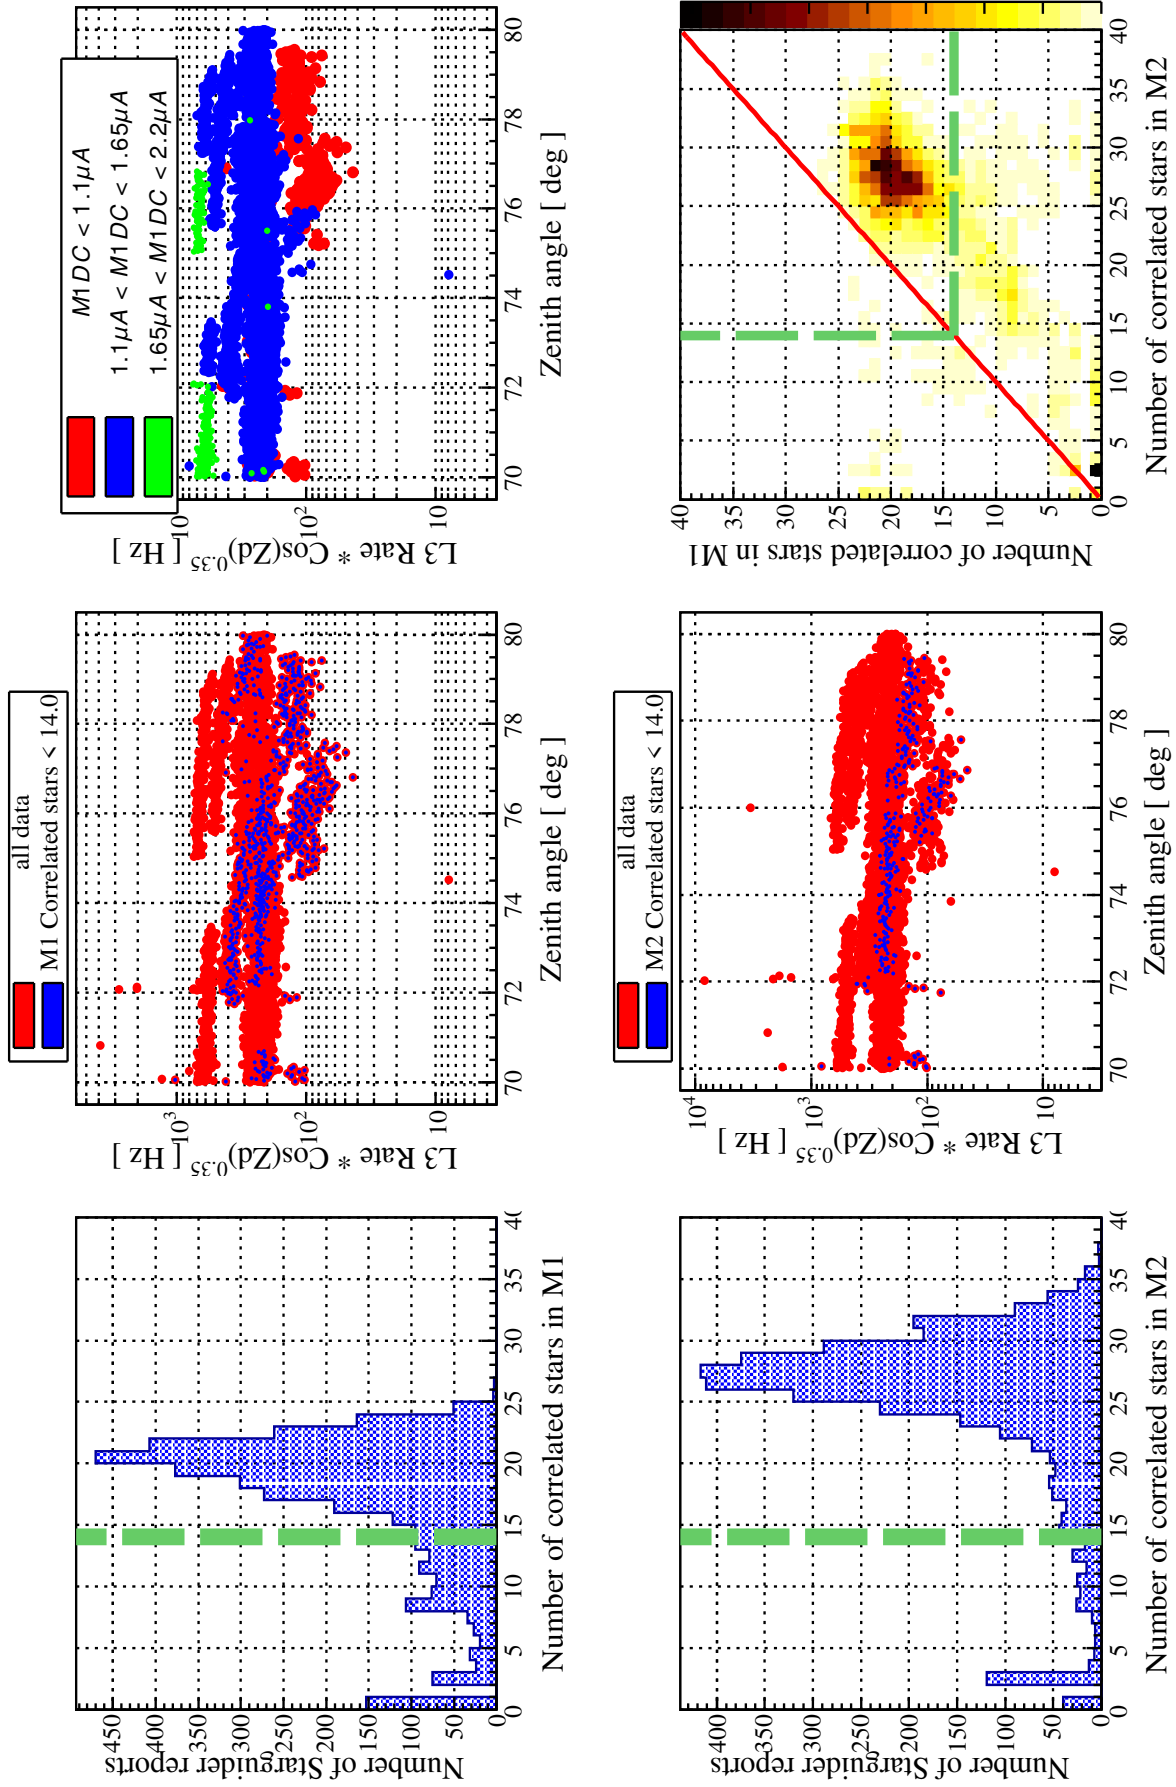 Number of Starguider reports
450
400
350
300
250
200
150
100
50
0
0 5 10 15 20 25 30 35
Number of correlated stars in M1
all data
M1 Correlated stars < 14.0
L3 Rate * Cos(Zd)^0.35 [ Hz ]
10^3
10^2
10
70 72 74 76 78 80
Zenith angle [ deg ]
M1DC < 1.1μA
1.1μA < M1DC < 1.65μA
1.65μA < M1DC < 2.2μA
L3 Rate * Cos(Zd)^0.35 [ Hz ]
10
10^2
10
70 72 74 76 78 80
Zenith angle [ deg ]
Number of Starguider reports
400
350
300
250
200
150
100
50
0
0 5 10 15 20 25 30 35
Number of correlated stars in M2
all data
M2 Correlated stars < 14.0
L3 Rate * Cos(Zd)^0.35 [ Hz ]
10^4
10^3
10^2
10
70 72 74 76 78 80
Zenith angle [ deg ]
Number of correlated stars in M1
40
35
30
25
20
15
10
5
0
0 5 10 15 20 25 30 35 40
Number of correlated stars in M2